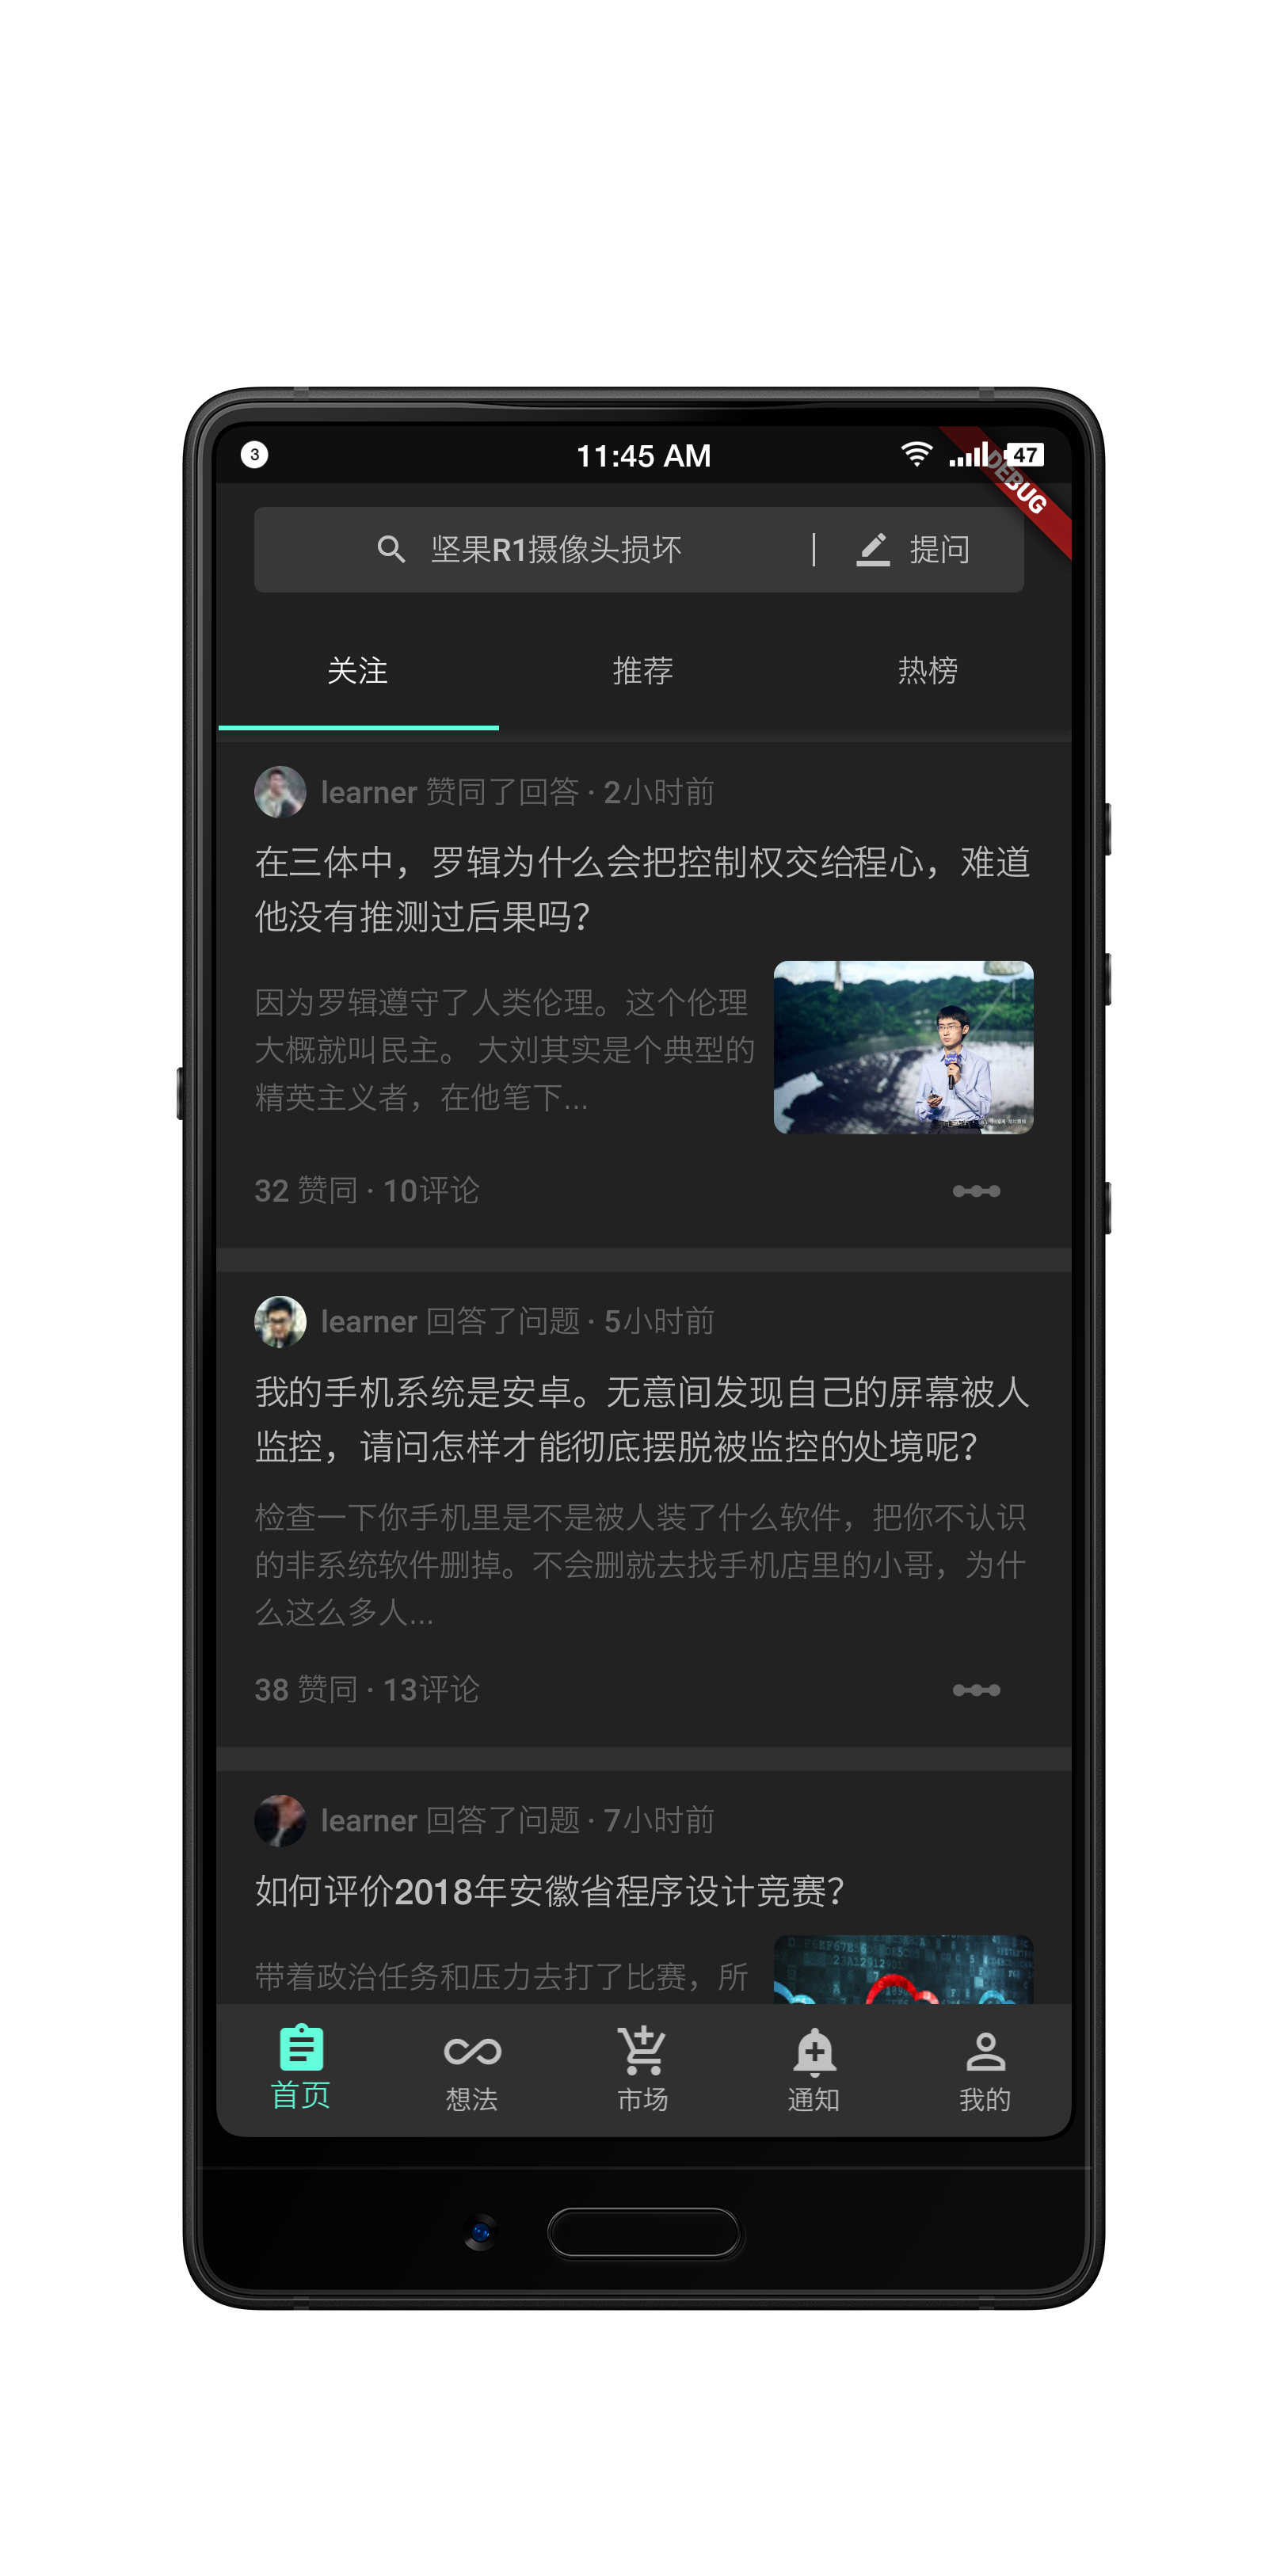 3
11:45 AM
47
DEBUG
坚果R1摄像头损坏
提问
关注
推荐
热榜
learner 赞同了回答 · 2小时前
在三体中，罗辑为什么会把控制权交给程心，难道
他没有推测过后果吗？
因为罗辑遵守了人类伦理。这个伦理
大概就叫民主。 大刘其实是个典型的
精英主义者，在他笔下...
32 赞同 · 10评论
learner 回答了问题 · 5小时前
我的手机系统是安卓。无意间发现自己的屏幕被人
监控，请问怎样才能彻底摆脱被监控的处境呢？
检查一下你手机里是不是被人装了什么软件，把你不认识
的非系统软件删掉。不会删就去找手机店里的小哥，为什
么这么多人...
38 赞同 · 13评论
learner 回答了问题 · 7小时前
如何评价2018年安徽省程序设计竞赛？
带着政治任务和压力去打了比赛，所
首页
想法
市场
通知
我的